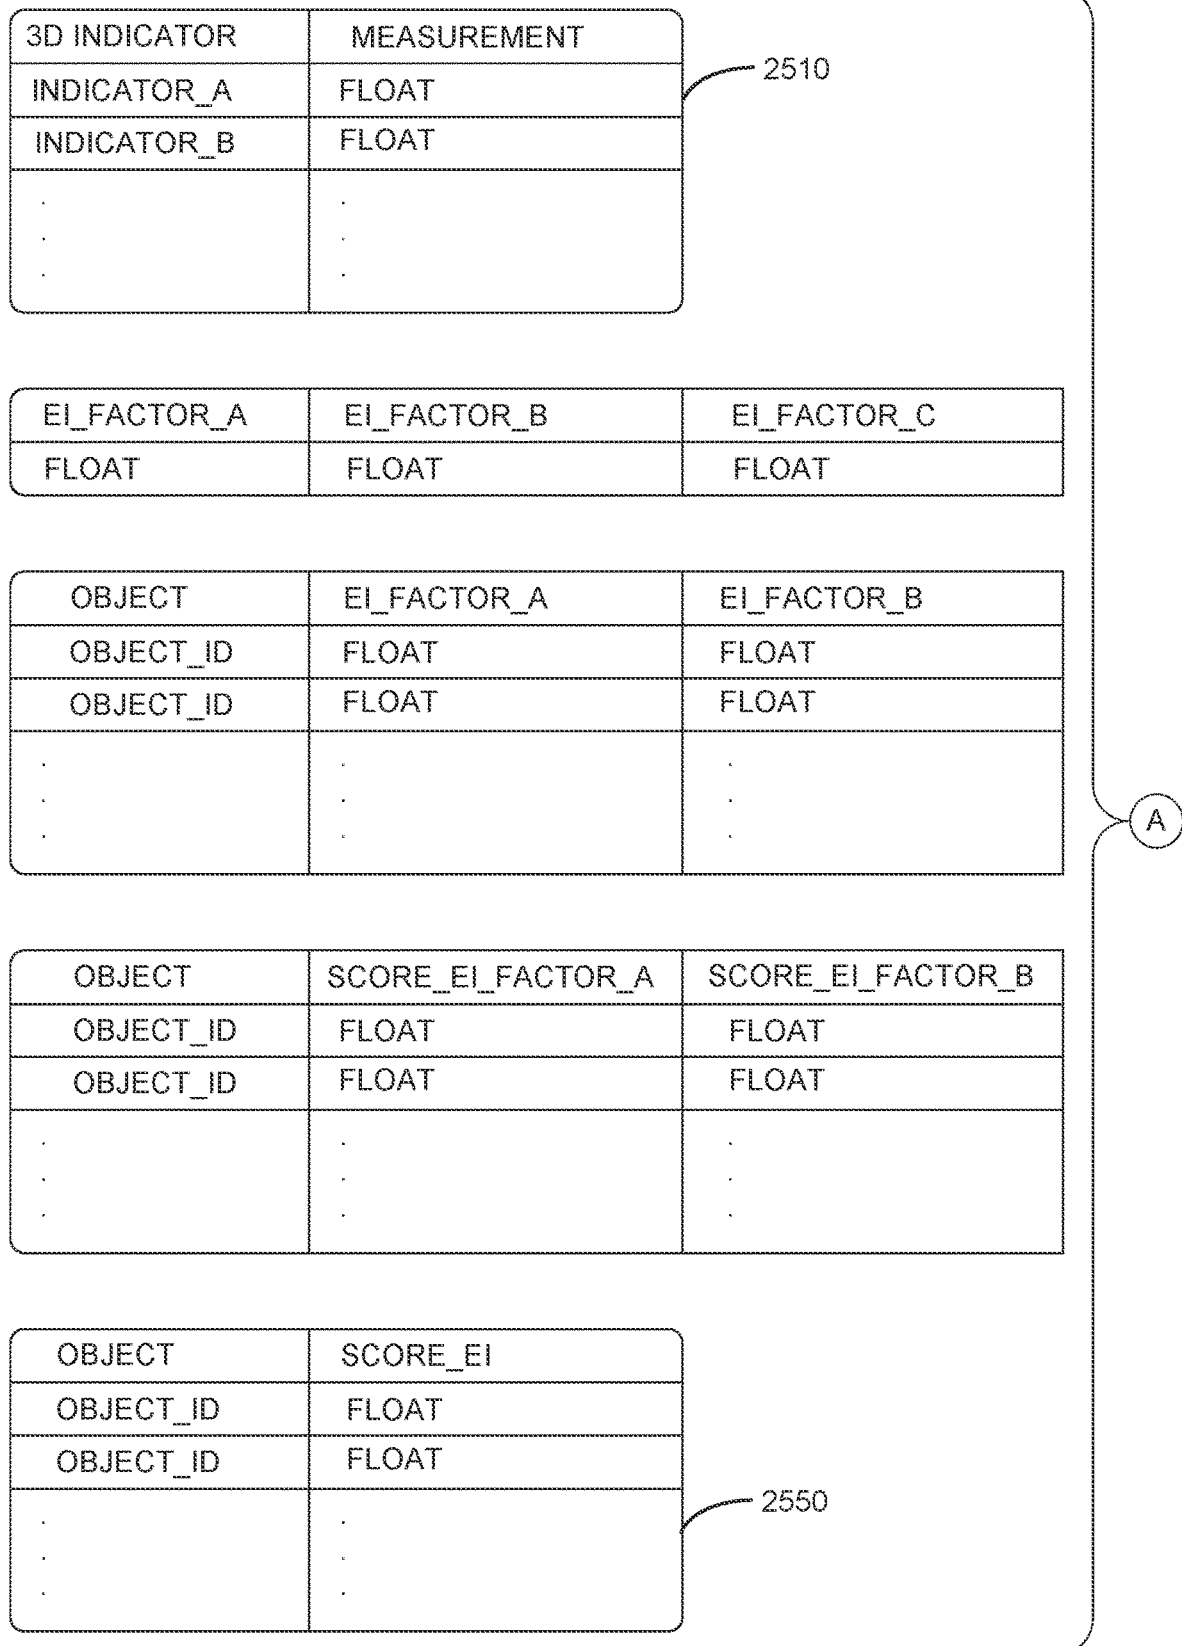 3D INDICATOR MEASUREMENT
INDICATOR_A FLOAT
INDICATOR_B FLOAT
. .
. .
. .
2510
EI_FACTOR_A EI_FACTOR_B EI_FACTOR_C
FLOAT FLOAT FLOAT
OBJECT EI_FACTOR_A EI_FACTOR_B
OBJECT_ID FLOAT FLOAT
OBJECT_ID FLOAT FLOAT
. . .
. . .
. . .
A
OBJECT SCORE_EI_FACTOR_A SCORE_EI_FACTOR_B
OBJECT_ID FLOAT FLOAT
OBJECT_ID FLOAT FLOAT
. . .
. . .
. . .
OBJECT SCORE_EI
OBJECT_ID FLOAT
OBJECT_ID FLOAT
. .
. .
. .
2550